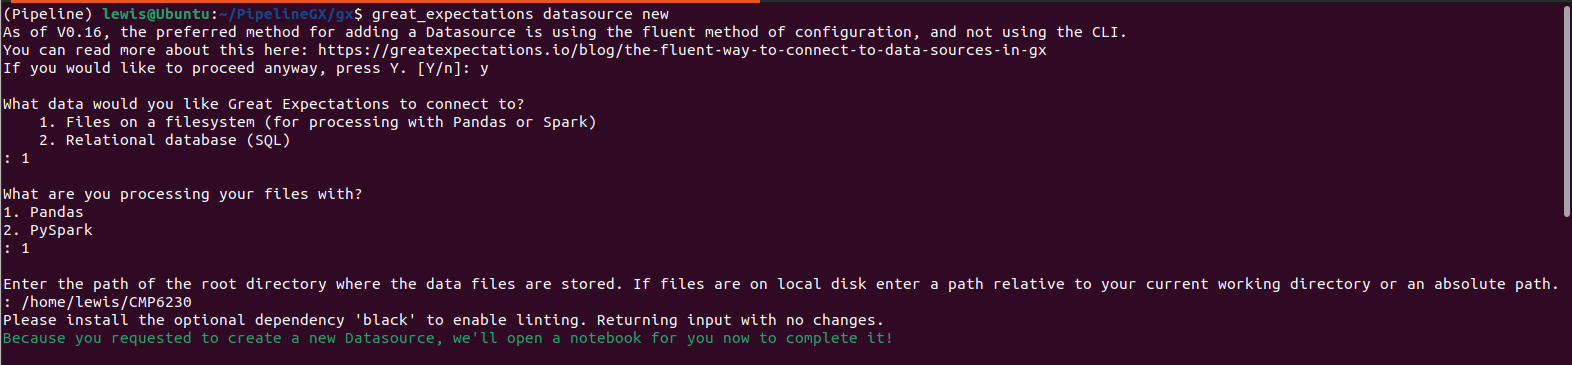 (Pipeline) lewis@Ubuntu:~/PipelineGX/gx$ great_expectations datasource new
As of V0.16, the preferred method for adding a Datasource is using the fluent method of configuration, and not using the CLI.
You can read more about this here: https://greatexpectations.io/blog/the-fluent-way-to-connect-to-data-sources-in-gx
If you would like to proceed anyway, press Y. [Y/n]: y
What data would you like Great Expectations to connect to?
    1. Files on a filesystem (for processing with Pandas or Spark)
    2. Relational database (SQL)
: 1
What are you processing your files with?
1. Pandas
2. PySpark
: 1
Enter the path of the root directory where the data files are stored. If files are on local disk enter a path relative to your current working directory or an absolute path.
: /home/lewis/CMP6230
Please install the optional dependency 'black' to enable linting. Returning input with no changes.
Because you requested to create a new Datasource, we'll open a notebook for you now to complete it!